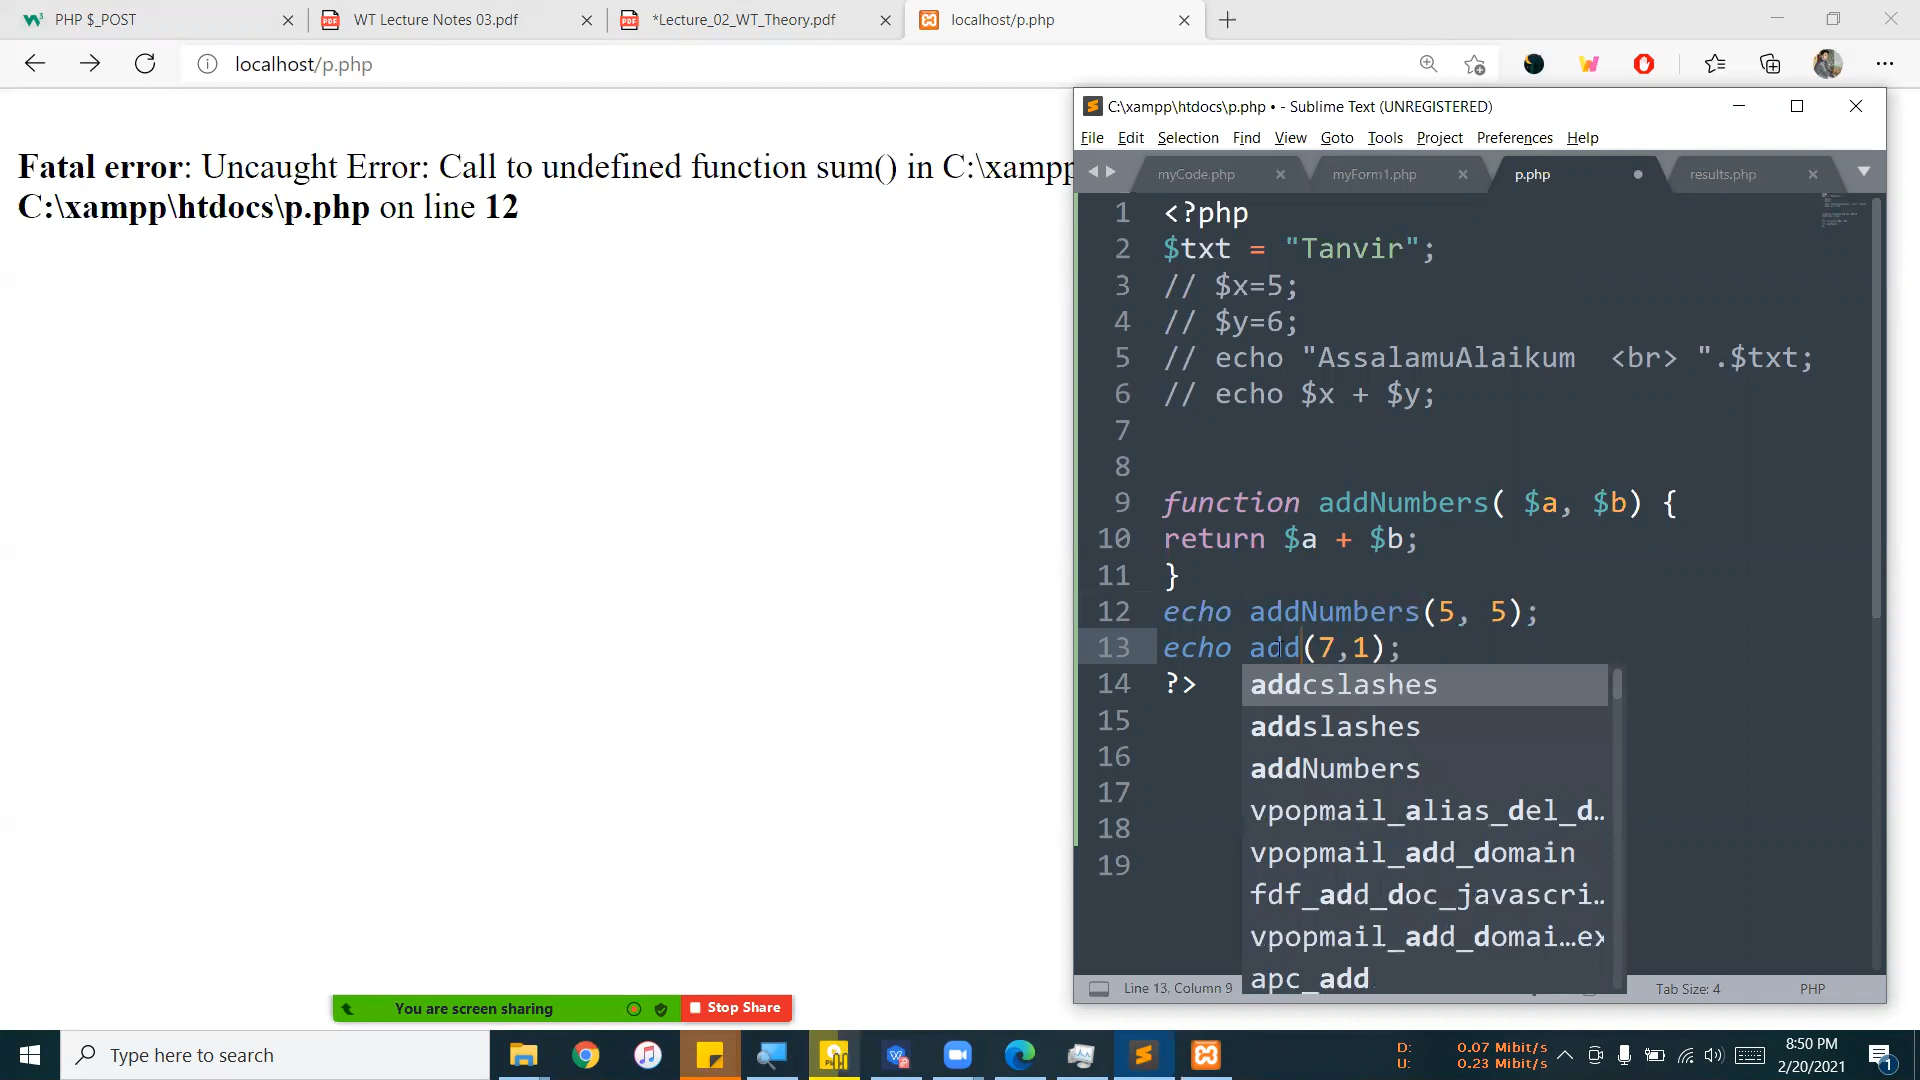 PHP $_POST
WT Lecture Notes 03.pdf
*Lecture_02_WT_Theory.pdf
localhost/p.php
localhost/p.php
Fatal error: Uncaught Error: Call to undefined function sum() in C:\xampp
C:\xampp\htdocs\p.php on line 12
C:\xampp\htdocs\p.php • - Sublime Text (UNREGISTERED)
File Edit Selection Find View Goto Tools Project Preferences Help
myCode.php
myForm1.php
p.php
results.php
1 <?php
2 $txt = "Tanvir";
3 // $x=5;
4 // $y=6;
5 // echo "AssalamuAlaikum  <br> ".$txt;
6 // echo $x + $y;
7
8
9 function addNumbers( $a, $b) {
10 return $a + $b;
11 }
12 echo addNumbers(5, 5);
13 echo add(7,1);
14 ?>
15
16
17
18
19
addcslashes
addslashes
addNumbers
vpopmail_alias_del_d…
vpopmail_add_domain
fdf_add_doc_javascri…
vpopmail_add_domai…ex
apc_add
Line 13, Column 9
Tab Size: 4
PHP
You are screen sharing
Stop Share
Type here to search
D: 0.07 Mibit/s
U: 0.23 Mibit/s
8:50 PM
2/20/2021
1